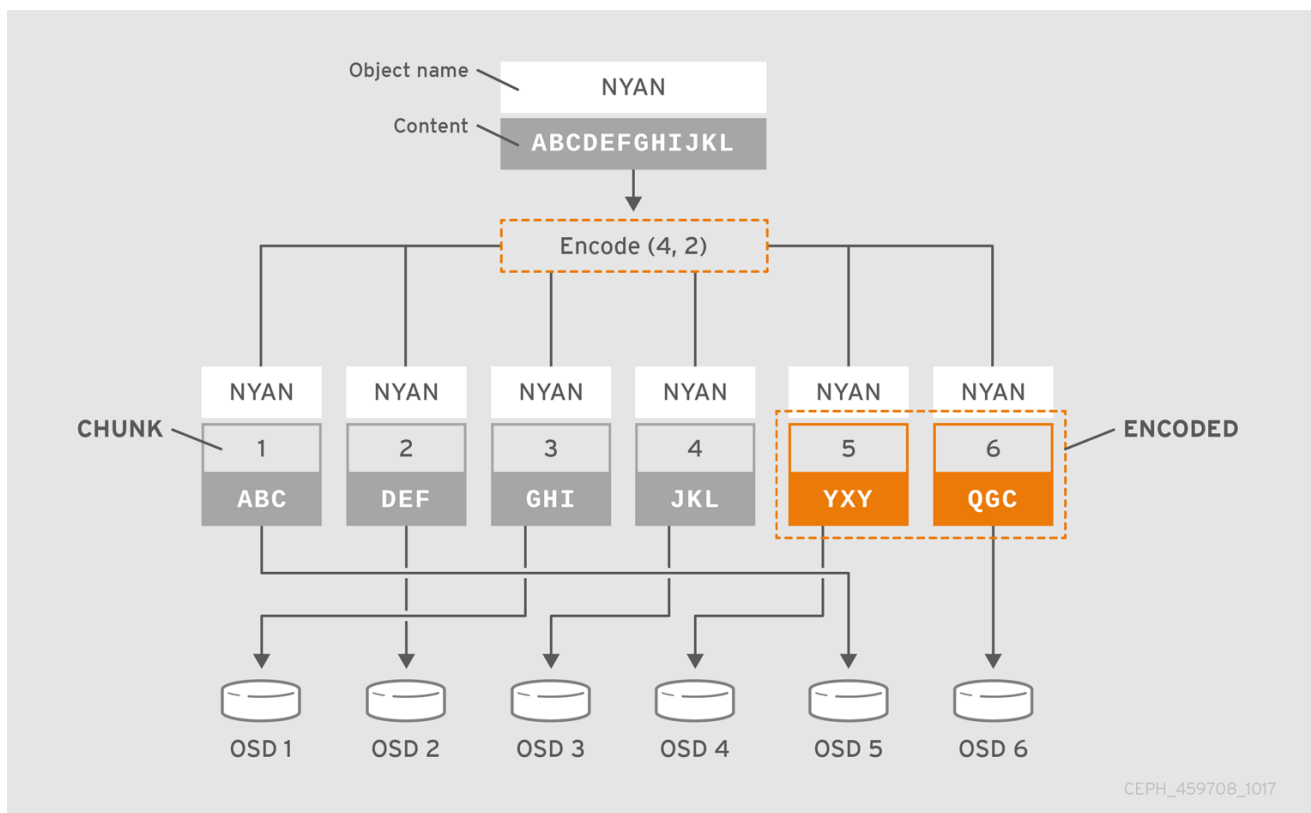 Object name
NYAN
Content
ABCDEFGHIJKL
Encode (4, 2)
NYAN NYAN NYAN NYAN NYAN NYAN
CHUNK 1 2 3 4 5 6 ENCODED
ABC DEF GHI JKL YXY QGC
OSD 1 OSD 2 OSD 3 OSD 4 OSD 5 OSD 6
CEPH_459708_1017